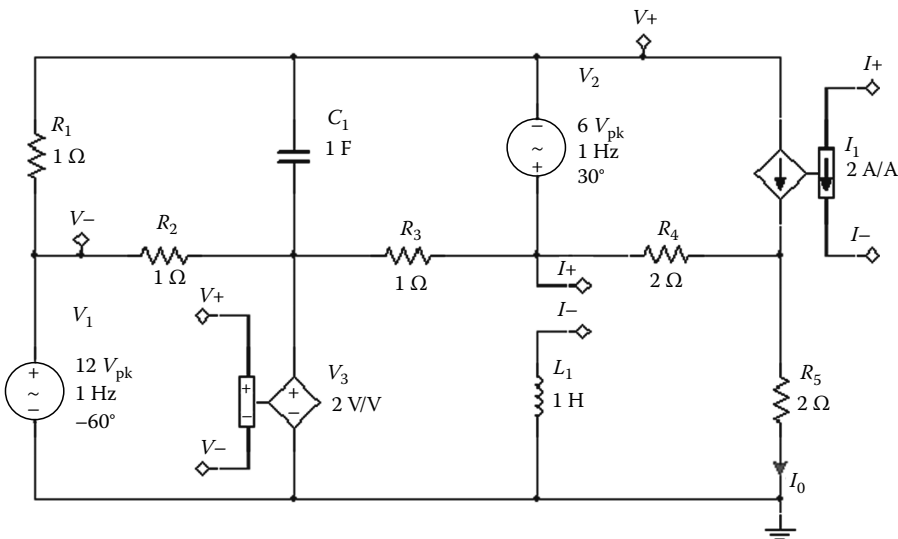 V+
V2
I+
R1
1 Ω
C1
1 F
−
~
+
6 Vpk
1 Hz
30°
I1
2 A/A
V−
R2
1 Ω
R3
1 Ω
R4
2 Ω
I−
I+
V+
I−
V1
+
~
−
12 Vpk
1 Hz
−60°
+
−
+
−
V3
2 V/V
L1
1 H
R5
2 Ω
V−
I0